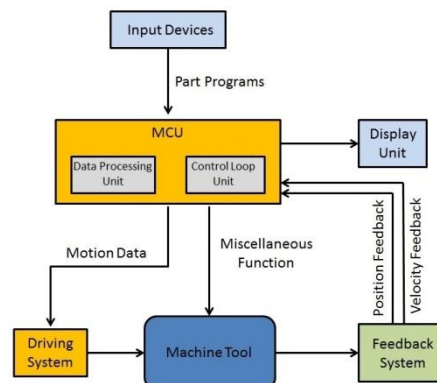 Input Devices
Part Programs
MCU
Data Processing
Unit
Control Loop
Unit
Display
Unit
Motion Data
Miscellaneous
Function
Position Feedback
Velocity Feedback
Driving
System
Machine Tool
Feedback
System